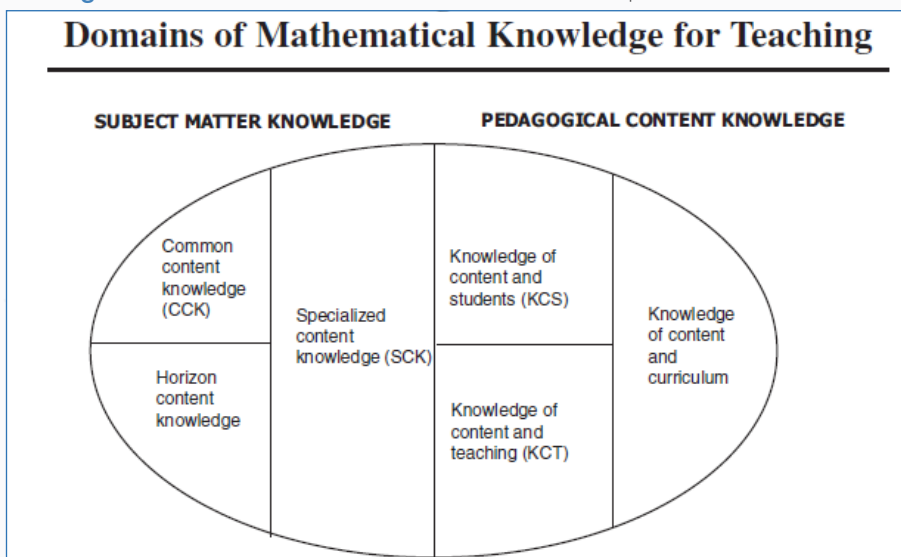 Domains of Mathematical Knowledge for Teaching
SUBJECT MATTER KNOWLEDGE
PEDAGOGICAL CONTENT KNOWLEDGE
Common
content
knowledge
(CCK)
Horizon
content
knowledge
Specialized
content
knowledge (SCK)
Knowledge of
content and
students (KCS)
Knowledge of
content and
teaching (KCT)
Knowledge
of content
and
curriculum